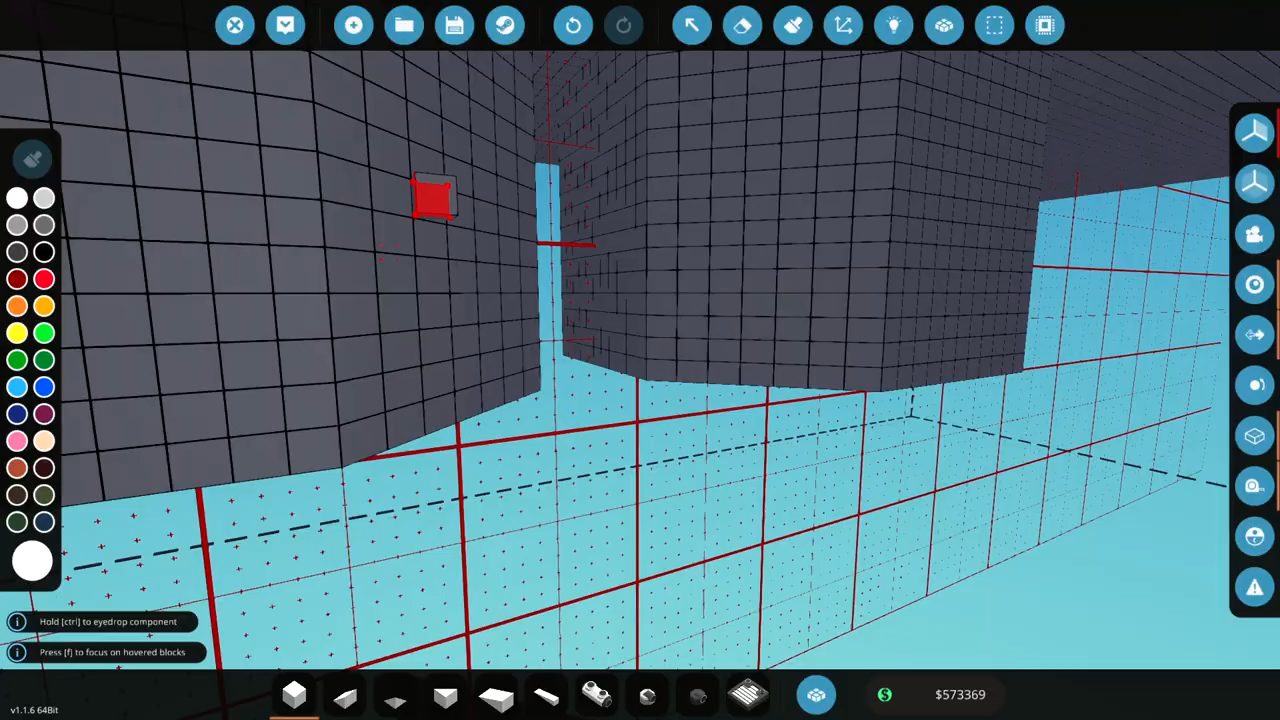 Hold [ctrl] to eyedrop component
Press [f] to focus on hovered blocks
$ $573369
v1.1.6 64Bit